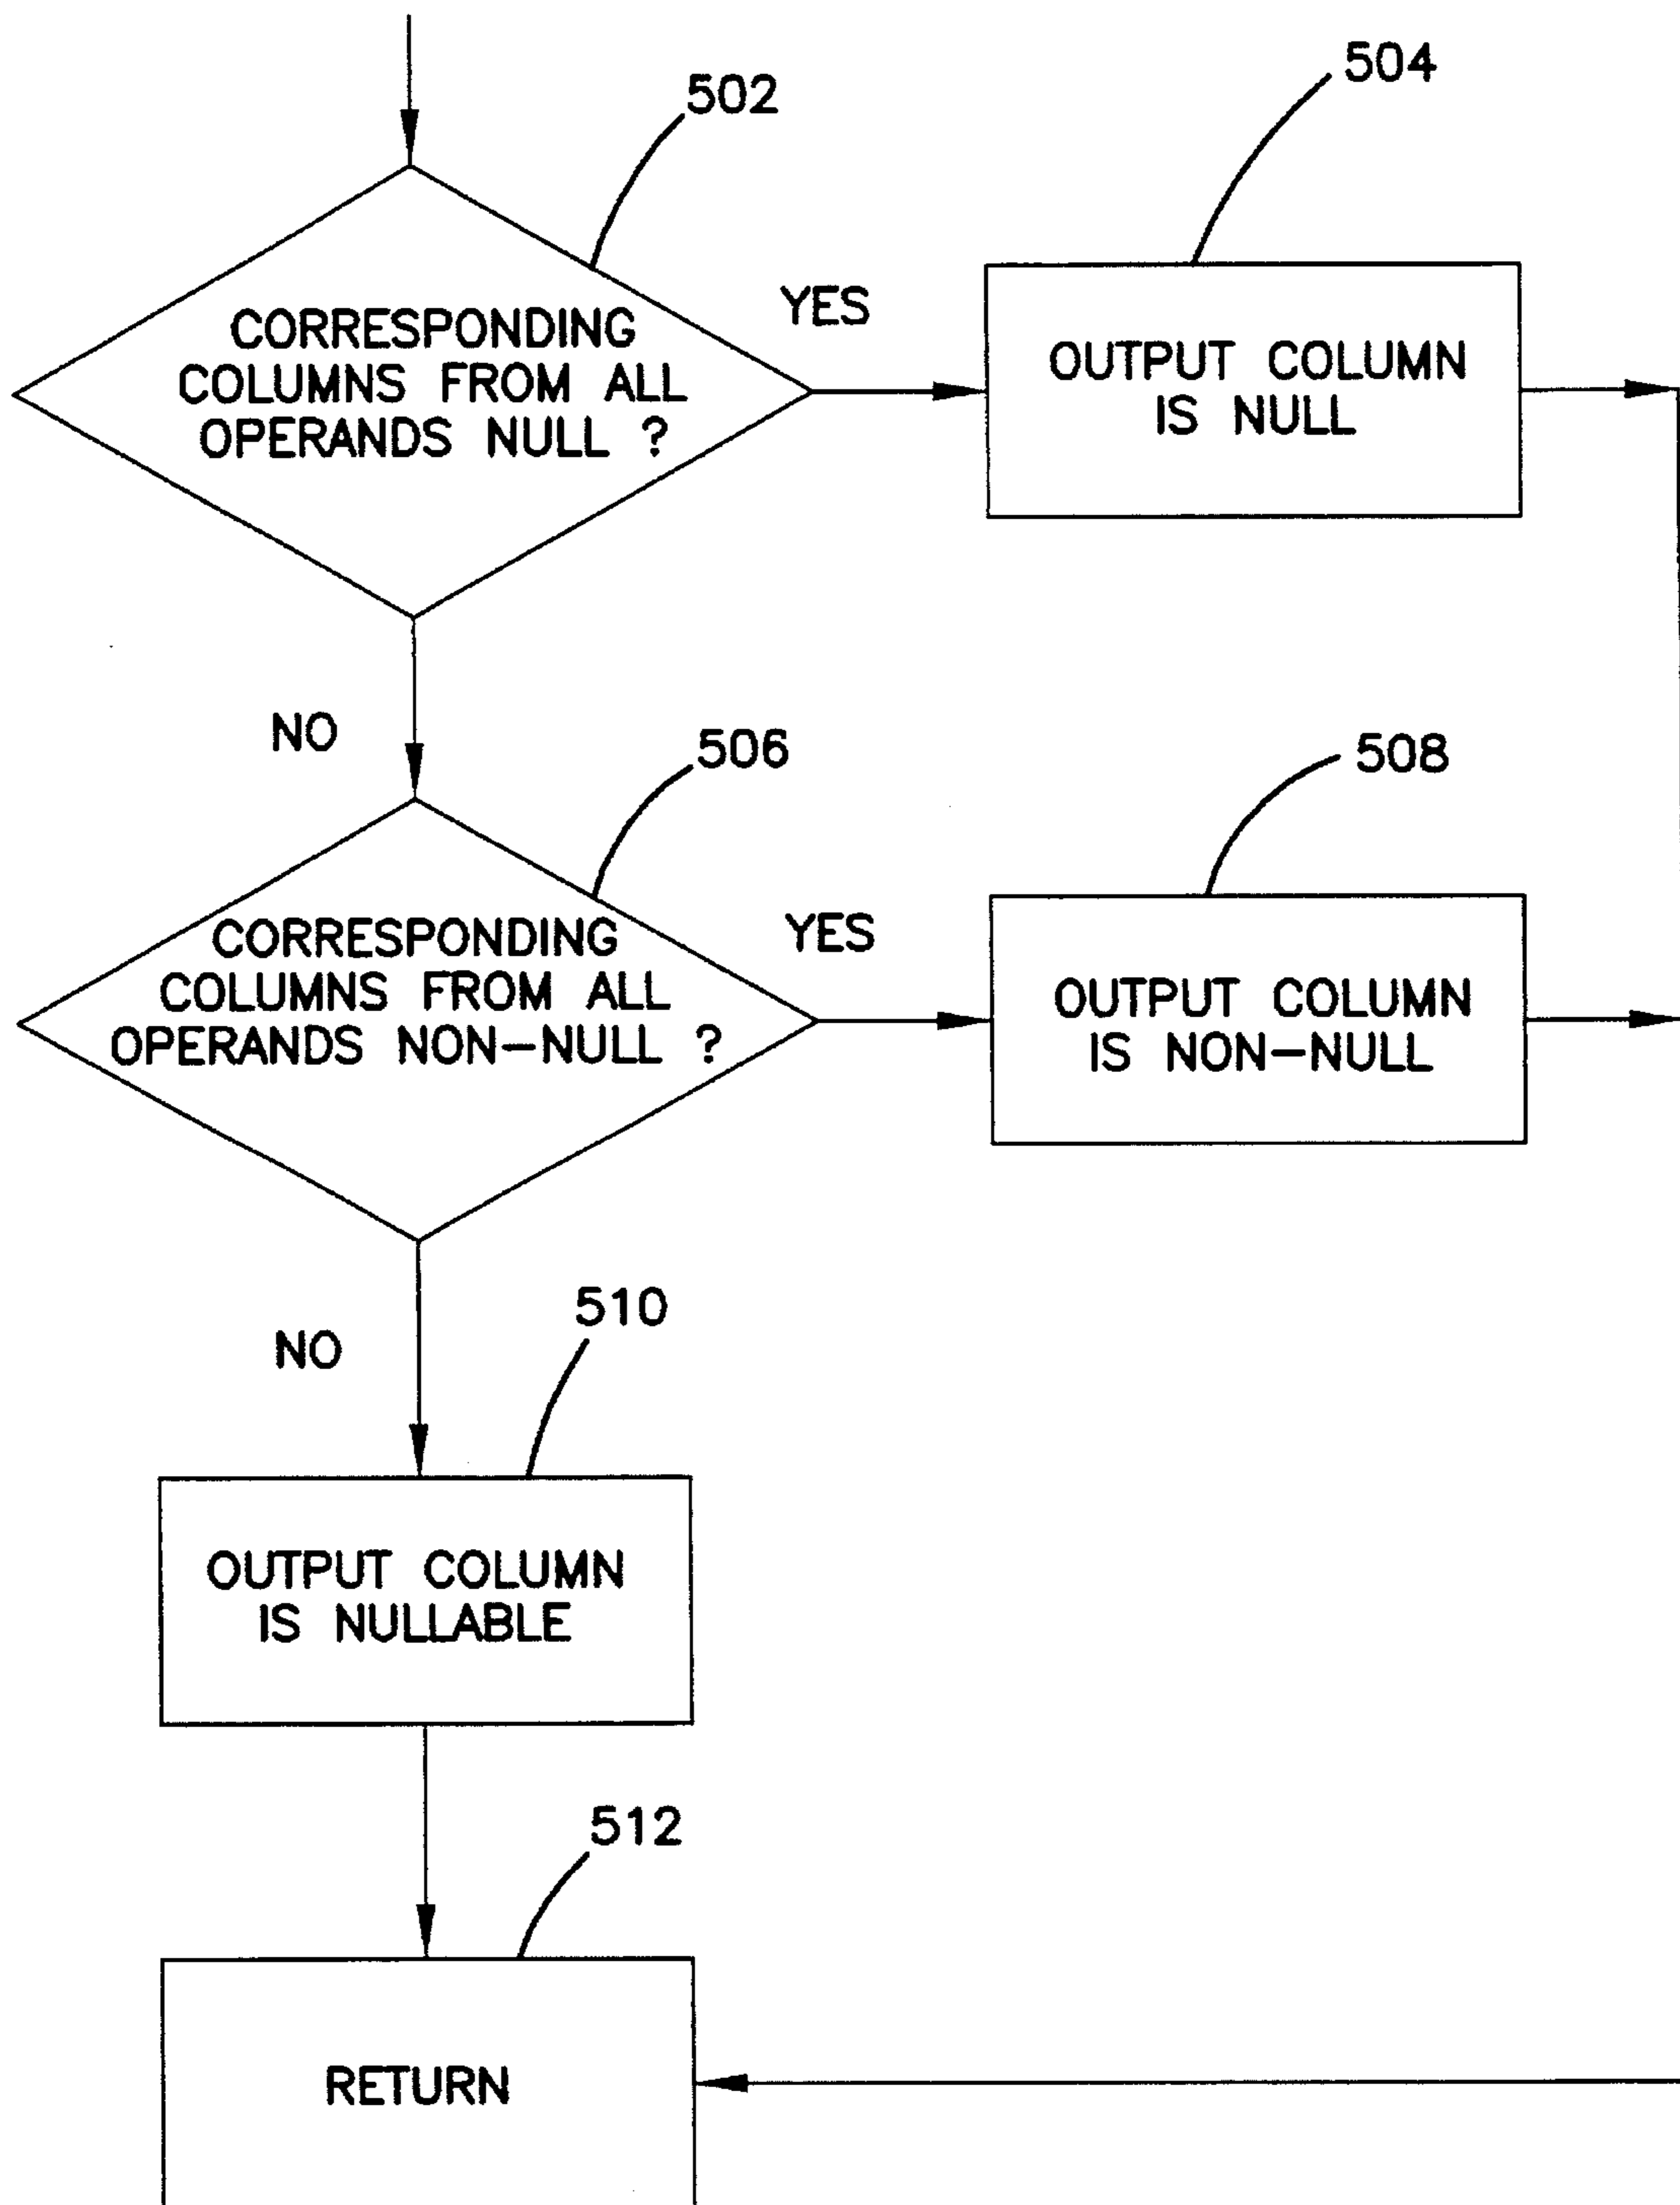 504
502
CORRESPONDING
COLUMNS FROM ALL
OPERANDS NULL ?
YES
OUTPUT COLUMN
IS NULL
NO
506
508
CORRESPONDING
COLUMNS FROM ALL
OPERANDS NON-NULL ?
YES
OUTPUT COLUMN
IS NON-NULL
NO
510
OUTPUT COLUMN
IS NULLABLE
512
RETURN